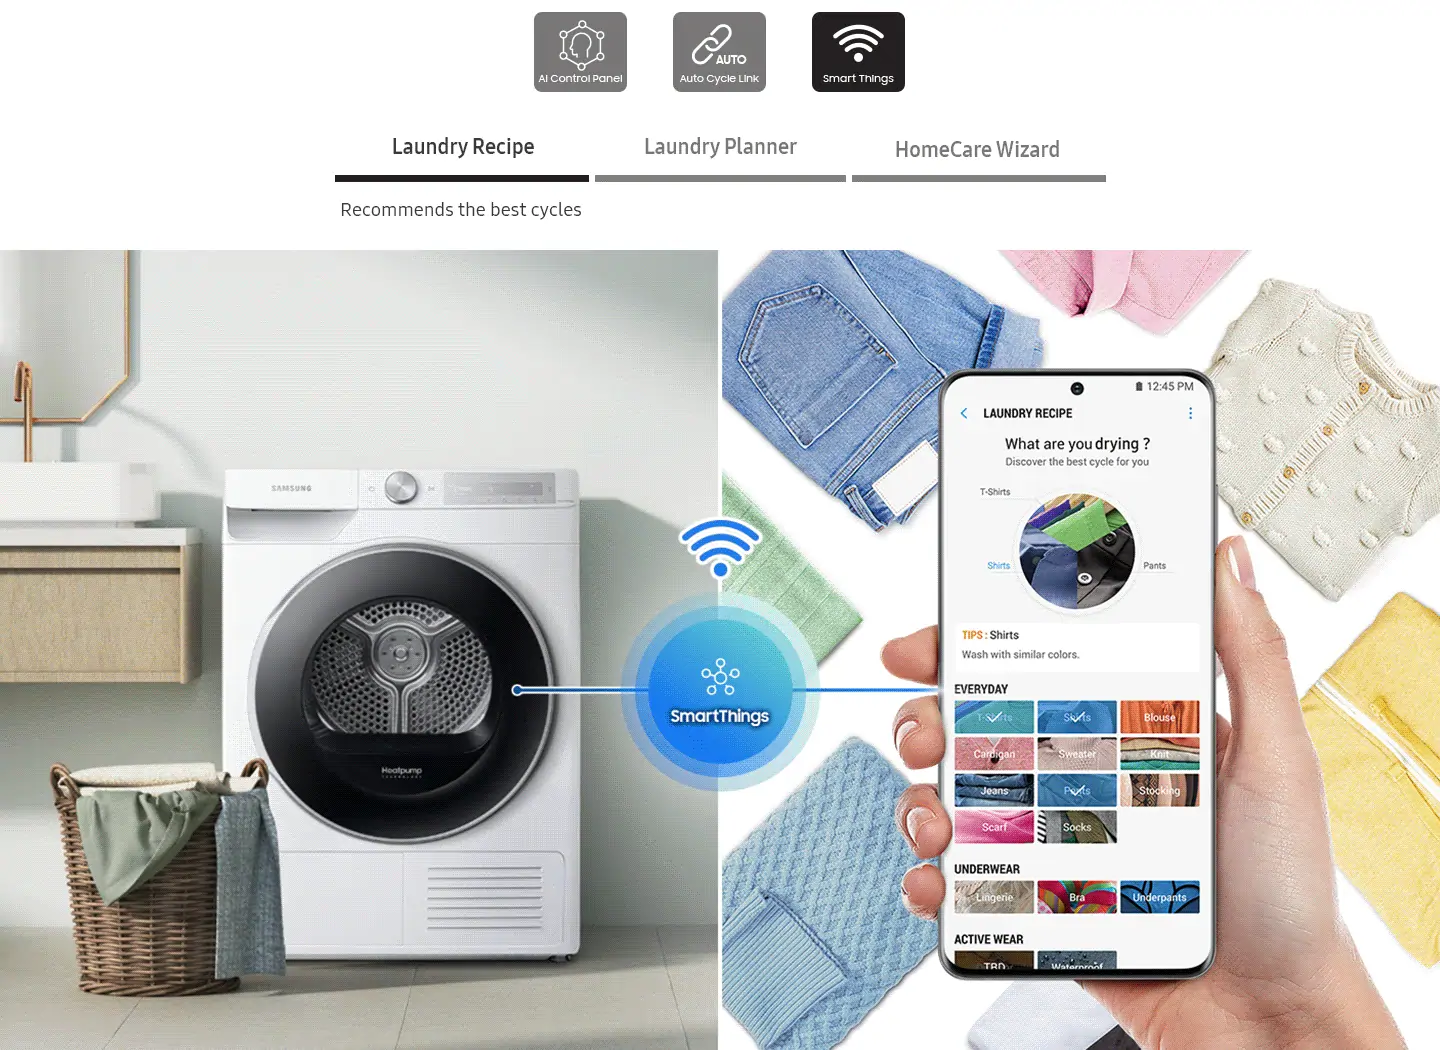 AI Control Panel
AUTO
Auto Cycle Link
Smart Things
Laundry Recipe
Laundry Planner
HomeCare Wizard
Recommends the best cycles
SAMSUNG
Heatpump
TECHNOLOGY
SmartThings
12:45 PM
LAUNDRY RECIPE
What are you drying ?
Discover the best cycle for you
T-Shirts
Shirts
Pants
TIPS : Shirts
Wash with similar colors.
EVERYDAY
T-Shirts
Shirts
Blouse
Cardigan
Sweater
Knit
Jeans
Pants
Stocking
Scarf
Socks
UNDERWEAR
Lingerie
Bra
Underpants
ACTIVE WEAR
TBD
Waterproof